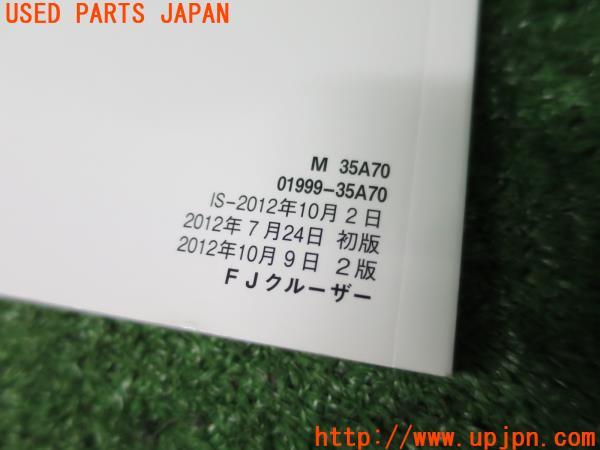 USED PARTS JAPAN
M 35A70
01999-35A70
IS-2012年10月 2 日
2012年 7 月24日 初版
2012年10月 9 日 2 版
FJクルーザー
http://www.upjpn.com